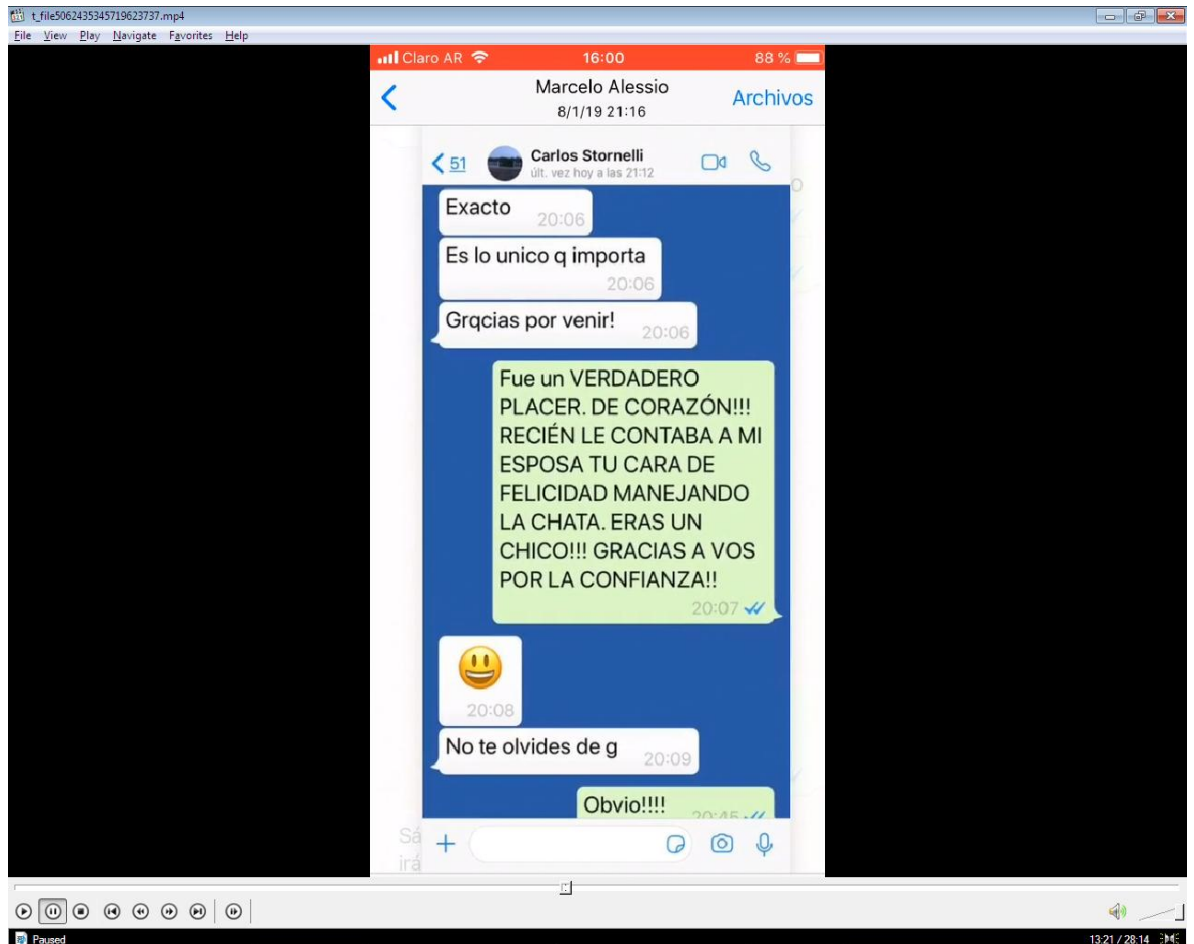 t_file5062435345719623737.mp4
File View Play Navigate Favorites Help
Claro AR 16:00 88 %
Marcelo Alessio
8/1/19 21:16
Archivos
51
Carlos Stornelli
últ. vez hoy a las 21:12
Exacto 20:06
Es lo unico q importa
20:06
Grqcias por venir! 20:06
Fue un VERDADERO
PLACER. DE CORAZÓN!!!
RECIÉN LE CONTABA A MI
ESPOSA TU CARA DE
FELICIDAD MANEJANDO
LA CHATA. ERAS UN
CHICO!!! GRACIAS A VOS
POR LA CONFIANZA!!
20:07
20:08
No te olvides de g 20:09
Obvio!!!! 20:45
Sá
irá
Paused 13:21 / 28:14